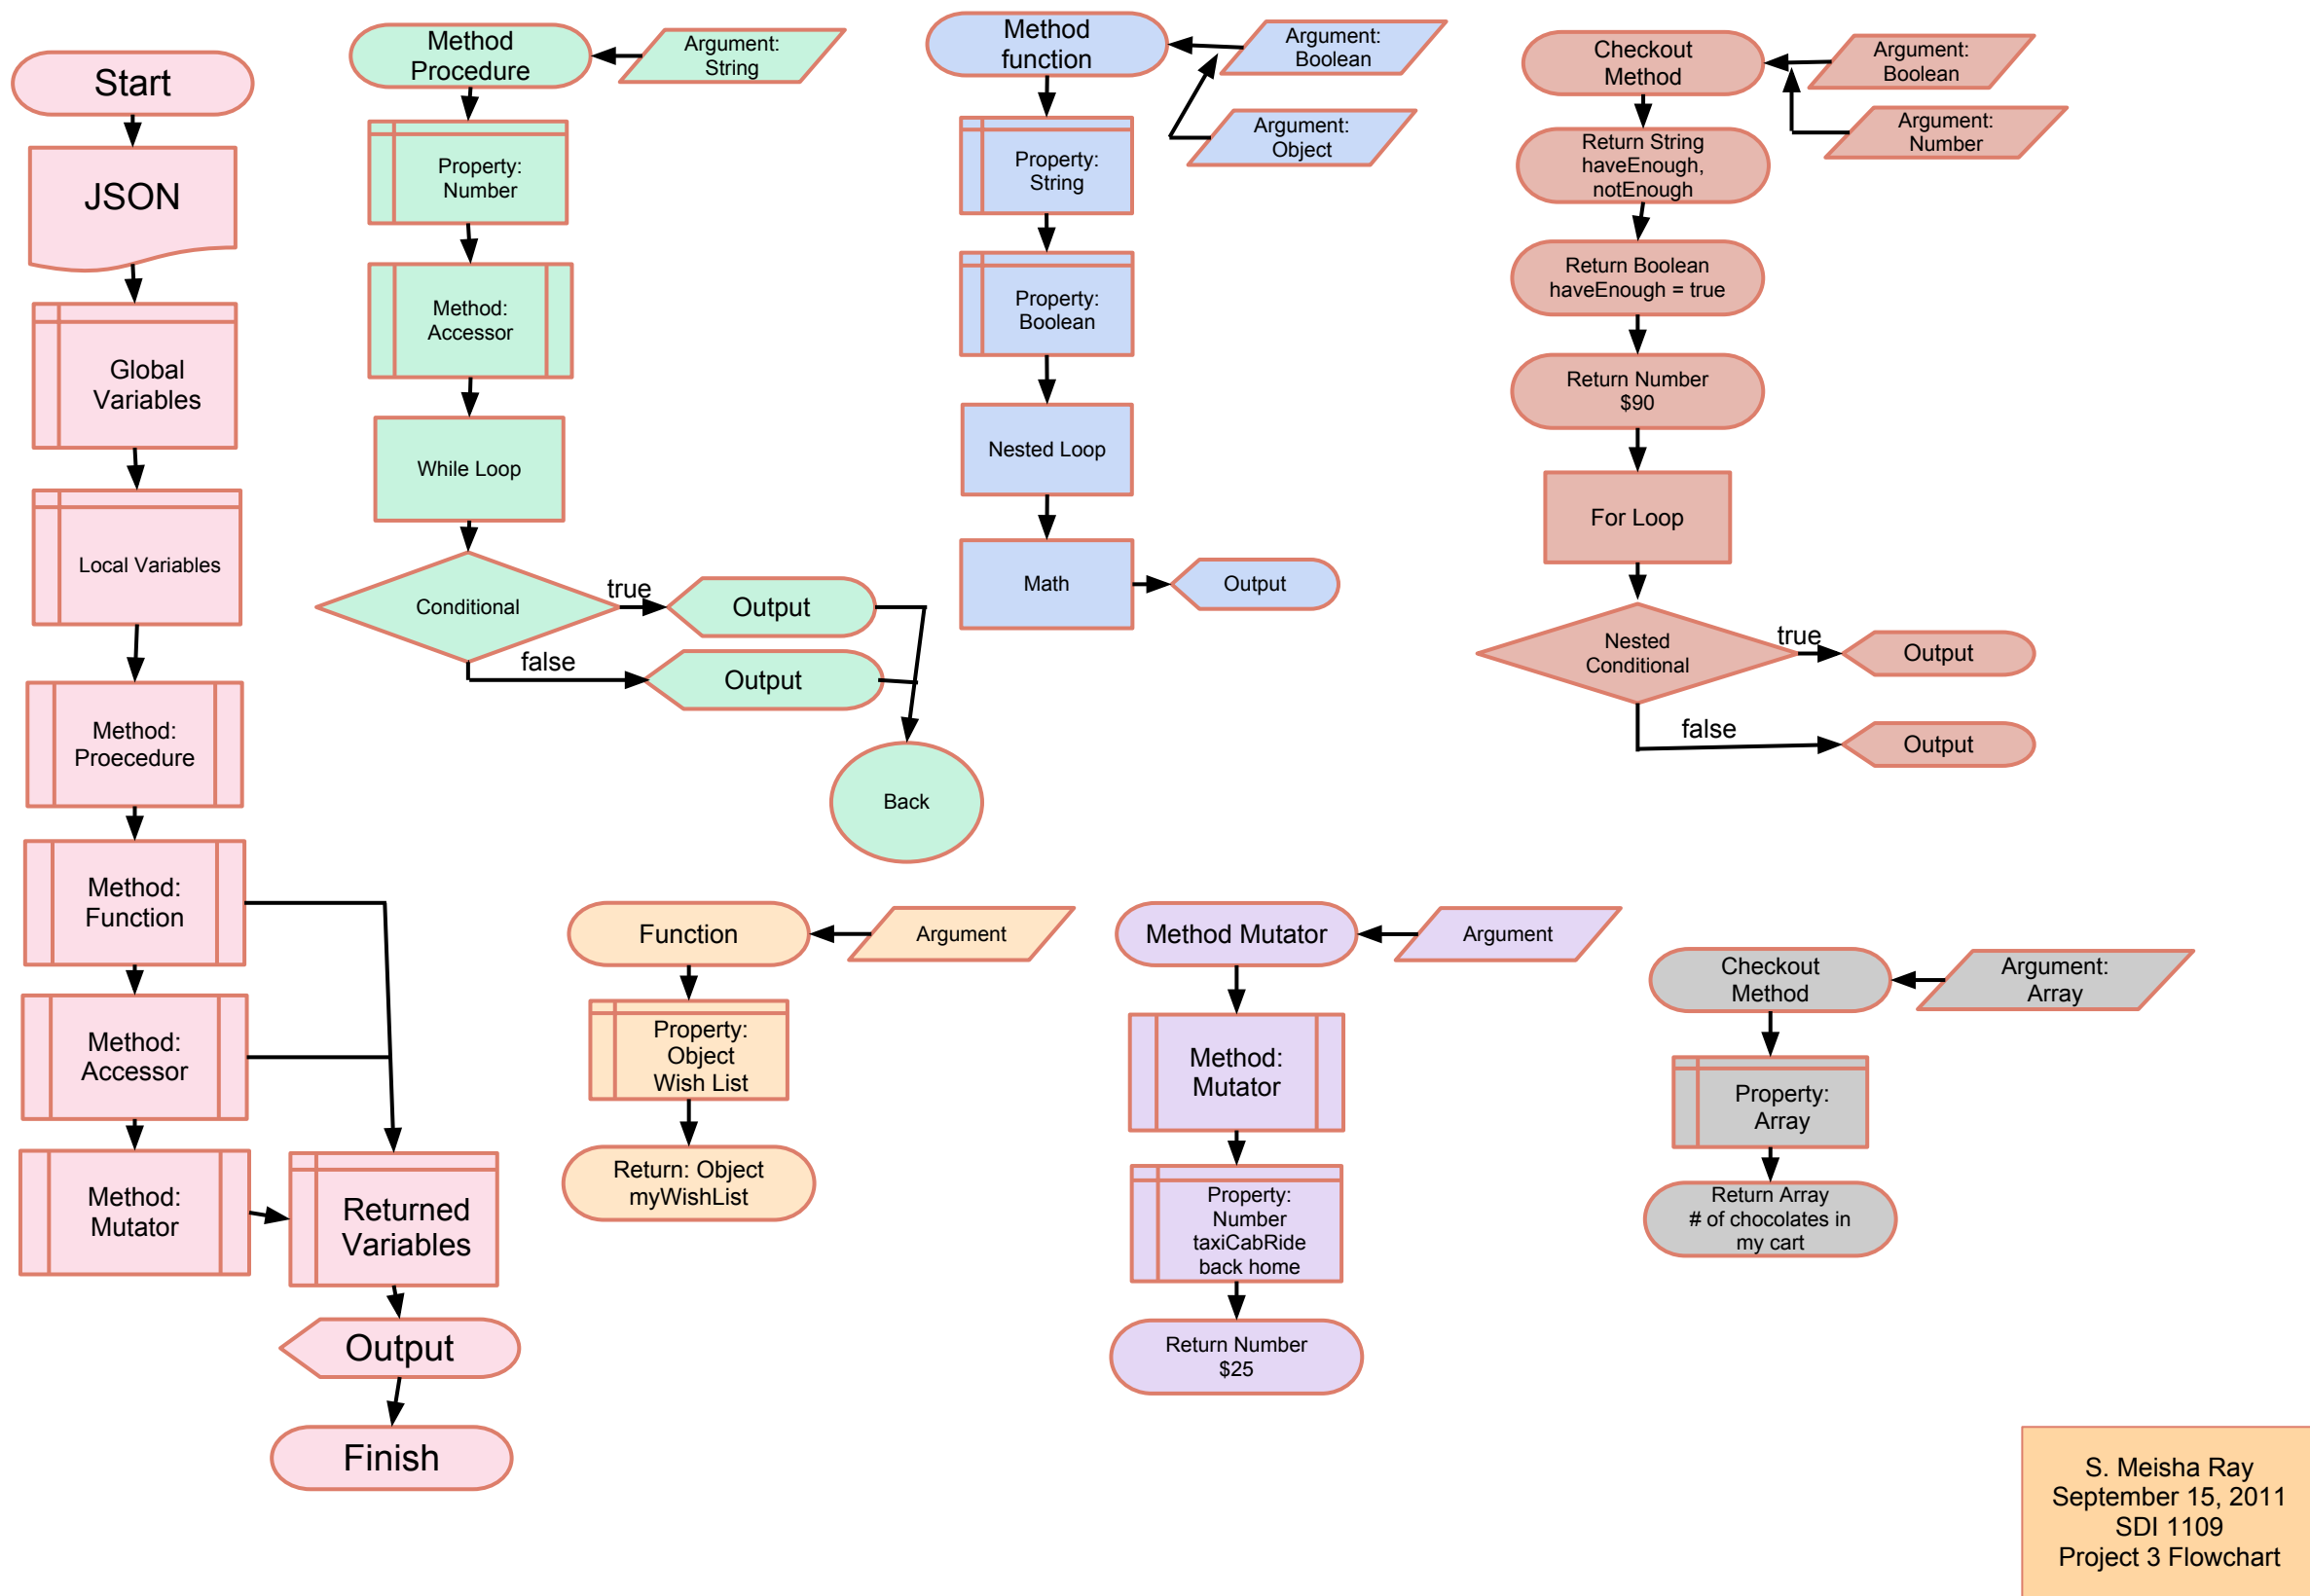 Start
JSON
Global
Variables
Local Variables
Method:
Proecedure
Method:
Function
Method:
Accessor
Method:
Mutator
Returned
Variables
Output
Finish
Method
Procedure
Argument:
String
Property:
Number
Method:
Accessor
While Loop
Conditional
true
Output
false
Output
Back
Method
function
Argument:
Boolean
Argument:
Object
Property:
String
Property:
Boolean
Nested Loop
Math
Output
Checkout
Method
Argument:
Boolean
Argument:
Number
Return String
haveEnough,
notEnough
Return Boolean
haveEnough = true
Return Number
$90
For Loop
Nested
Conditional
true
Output
false
Output
Function
Argument
Property:
Object
Wish List
Return: Object
myWishList
Method Mutator
Argument
Method:
Mutator
Property:
Number
taxiCabRide
back home
Return Number
$25
Checkout
Method
Argument:
Array
Property:
Array
Return Array
# of chocolates in
my cart
S. Meisha Ray
September 15, 2011
SDI 1109
Project 3 Flowchart